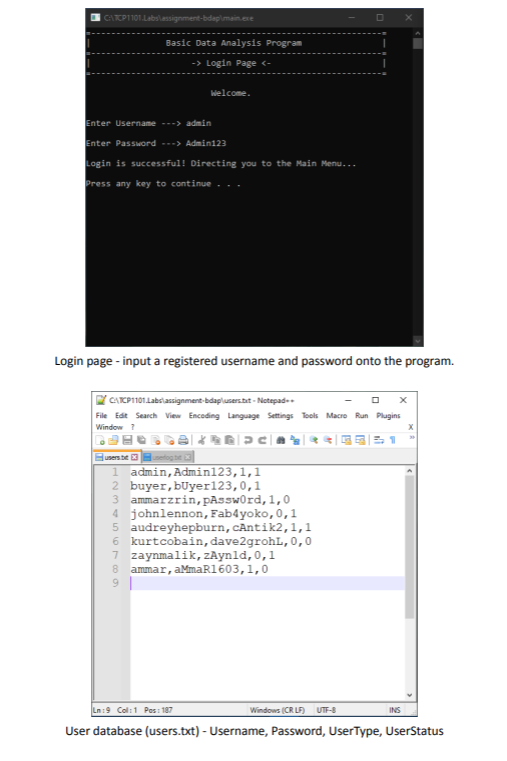 C:\TCP1101.Labs\assignment-bdap\main.exe
Basic Data Analysis Program
-> Login Page <-
Welcome.
Enter Username ---> admin
Enter Password ---> Admin123
Login is successful! Directing you to the Main Menu...
Press any key to continue . . .
Login page - input a registered username and password onto the program.
C:\TCP1101.Labs\assignment-bdap\users.txt - Notepad++
File Edit Search View Encoding Language Settings Tools Macro Run Plugins
Window ? X
users.txt userlog.txt
1 admin,Admin123,1,1
2 buyer,bUyer123,0,1
3 ammarzrin,pAssw0rd,1,0
4 johnlennon,Fab4yoko,0,1
5 audreyhepburn,cAntik2,1,1
6 kurtcobain,dave2grohL,0,0
7 zaynmalik,zAyn1d,0,1
8 ammar,aMmaR1603,1,0
9
Ln : 9 Col : 1 Pos : 187 Windows (CR LF) UTF-8 INS
User database (users.txt) - Username, Password, UserType, UserStatus